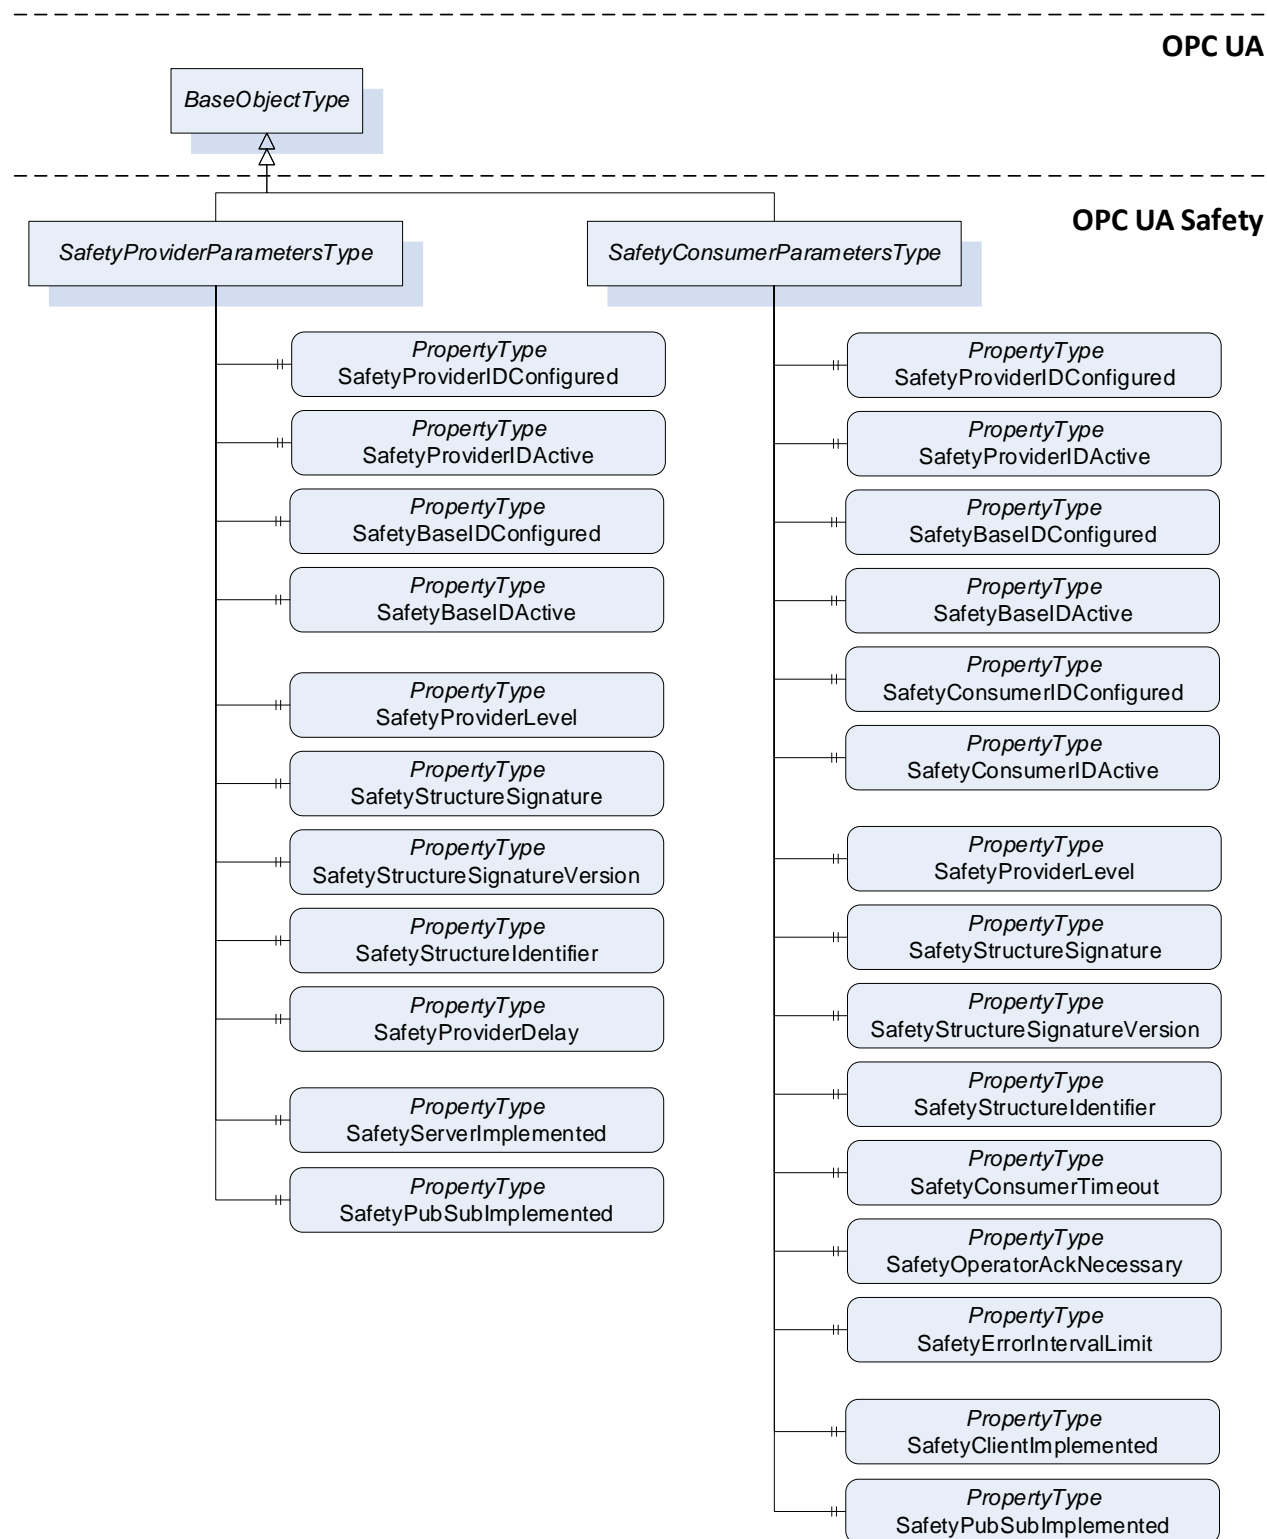 OPC UA
BaseObjectType
OPC UA Safety
SafetyProviderParametersType
PropertyType
SafetyProviderIDConfigured
PropertyType
SafetyProviderIDActive
PropertyType
SafetyBaseIDConfigured
PropertyType
SafetyBaseIDActive
PropertyType
SafetyProviderLevel
PropertyType
SafetyStructureSignature
PropertyType
SafetyStructureSignatureVersion
PropertyType
SafetyStructureIdentifier
PropertyType
SafetyProviderDelay
PropertyType
SafetyServerImplemented
PropertyType
SafetyPubSubImplemented
SafetyConsumerParametersType
PropertyType
SafetyProviderIDConfigured
PropertyType
SafetyProviderIDActive
PropertyType
SafetyBaseIDConfigured
PropertyType
SafetyBaseIDActive
PropertyType
SafetyConsumerIDConfigured
PropertyType
SafetyConsumerIDActive
PropertyType
SafetyProviderLevel
PropertyType
SafetyStructureSignature
PropertyType
SafetyStructureSignatureVersion
PropertyType
SafetyStructureIdentifier
PropertyType
SafetyConsumerTimeout
PropertyType
SafetyOperatorAckNecessary
PropertyType
SafetyErrorIntervalLimit
PropertyType
SafetyClientImplemented
PropertyType
SafetyPubSubImplemented